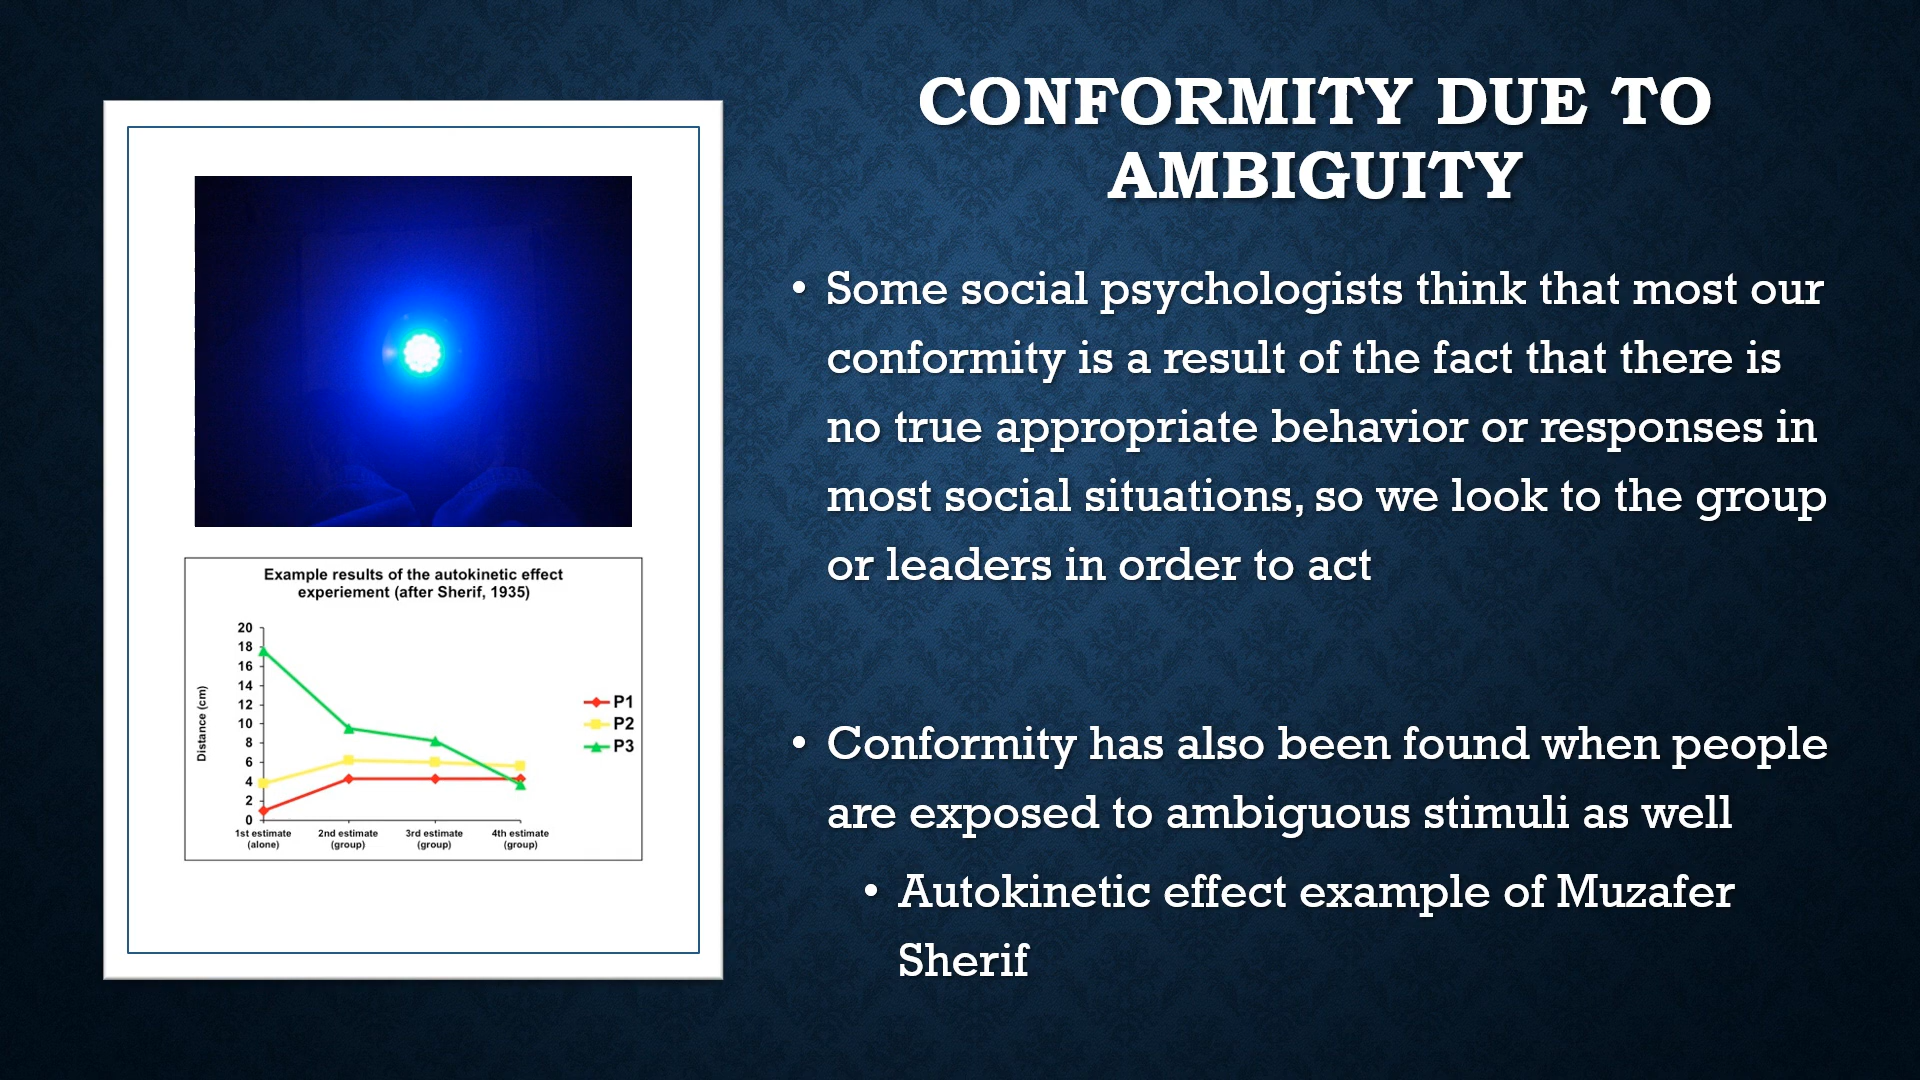 CONFORMITY DUE TO
AMBIGUITY
• Some social psychologists think that most our
conformity is a result of the fact that there is
no true appropriate behavior or responses in
most social situations, so we look to the group
or leaders in order to act
• Conformity has also been found when people
are exposed to ambiguous stimuli as well
• Autokinetic effect example of Muzafer
Sherif
Example results of the autokinetic effect
experiement (after Sherif, 1935)
Distance (cm)
20
18
16
14
12
10
8
6
4
2
0
1st estimate
(alone)
2nd estimate
(group)
3rd estimate
(group)
4th estimate
(group)
P1
P2
P3